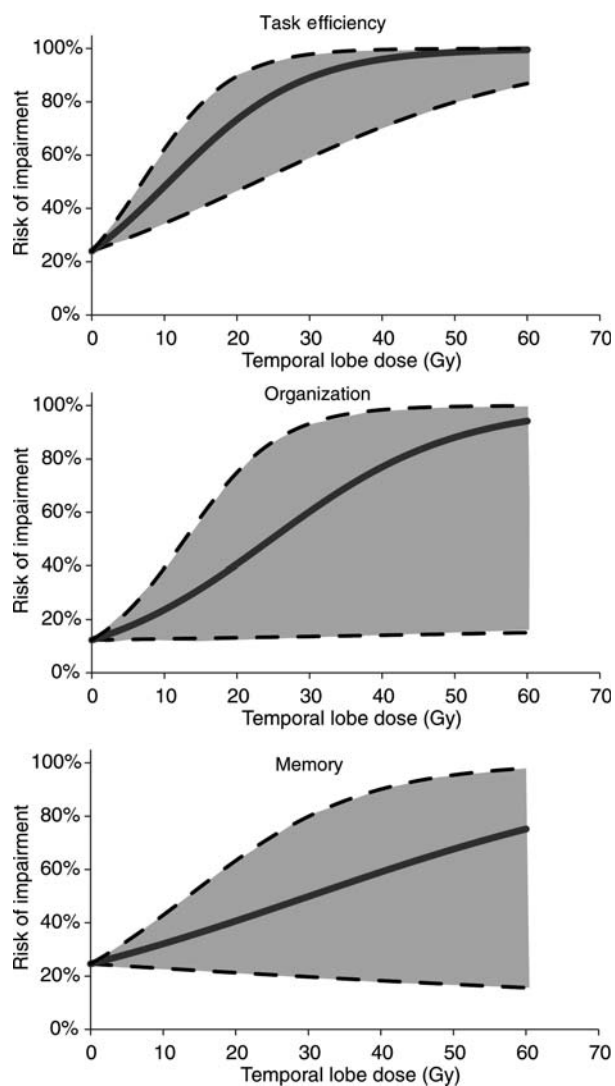 Task efficiency
100%
80%
60%
40%
20%
0%
Risk of impairment
0 10 20 30 40 50 60 70
Temporal lobe dose (Gy)
Organization
100%
80%
60%
40%
20%
0%
Risk of impairment
0 10 20 30 40 50 60 70
Temporal lobe dose (Gy)
Memory
100%
80%
60%
40%
20%
0%
Risk of impairment
0 10 20 30 40 50 60 70
Temporal lobe dose (Gy)